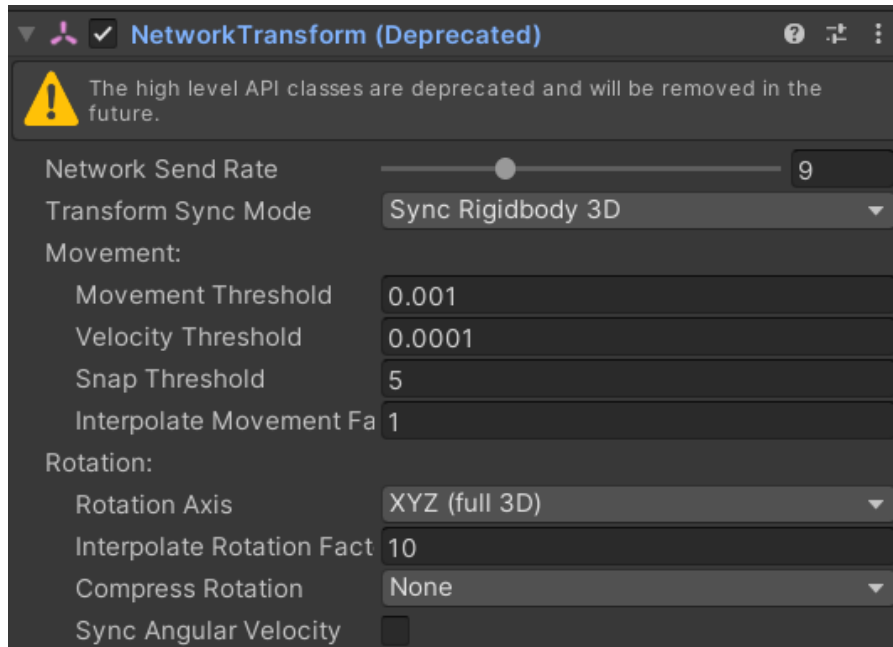 NetworkTransform (Deprecated)
The high level API classes are deprecated and will be removed in the
future.
Network Send Rate 9
Transform Sync Mode Sync Rigidbody 3D
Movement:
Movement Threshold 0.001
Velocity Threshold 0.0001
Snap Threshold 5
Interpolate Movement Fa 1
Rotation:
Rotation Axis XYZ (full 3D)
Interpolate Rotation Fact 10
Compress Rotation None
Sync Angular Velocity